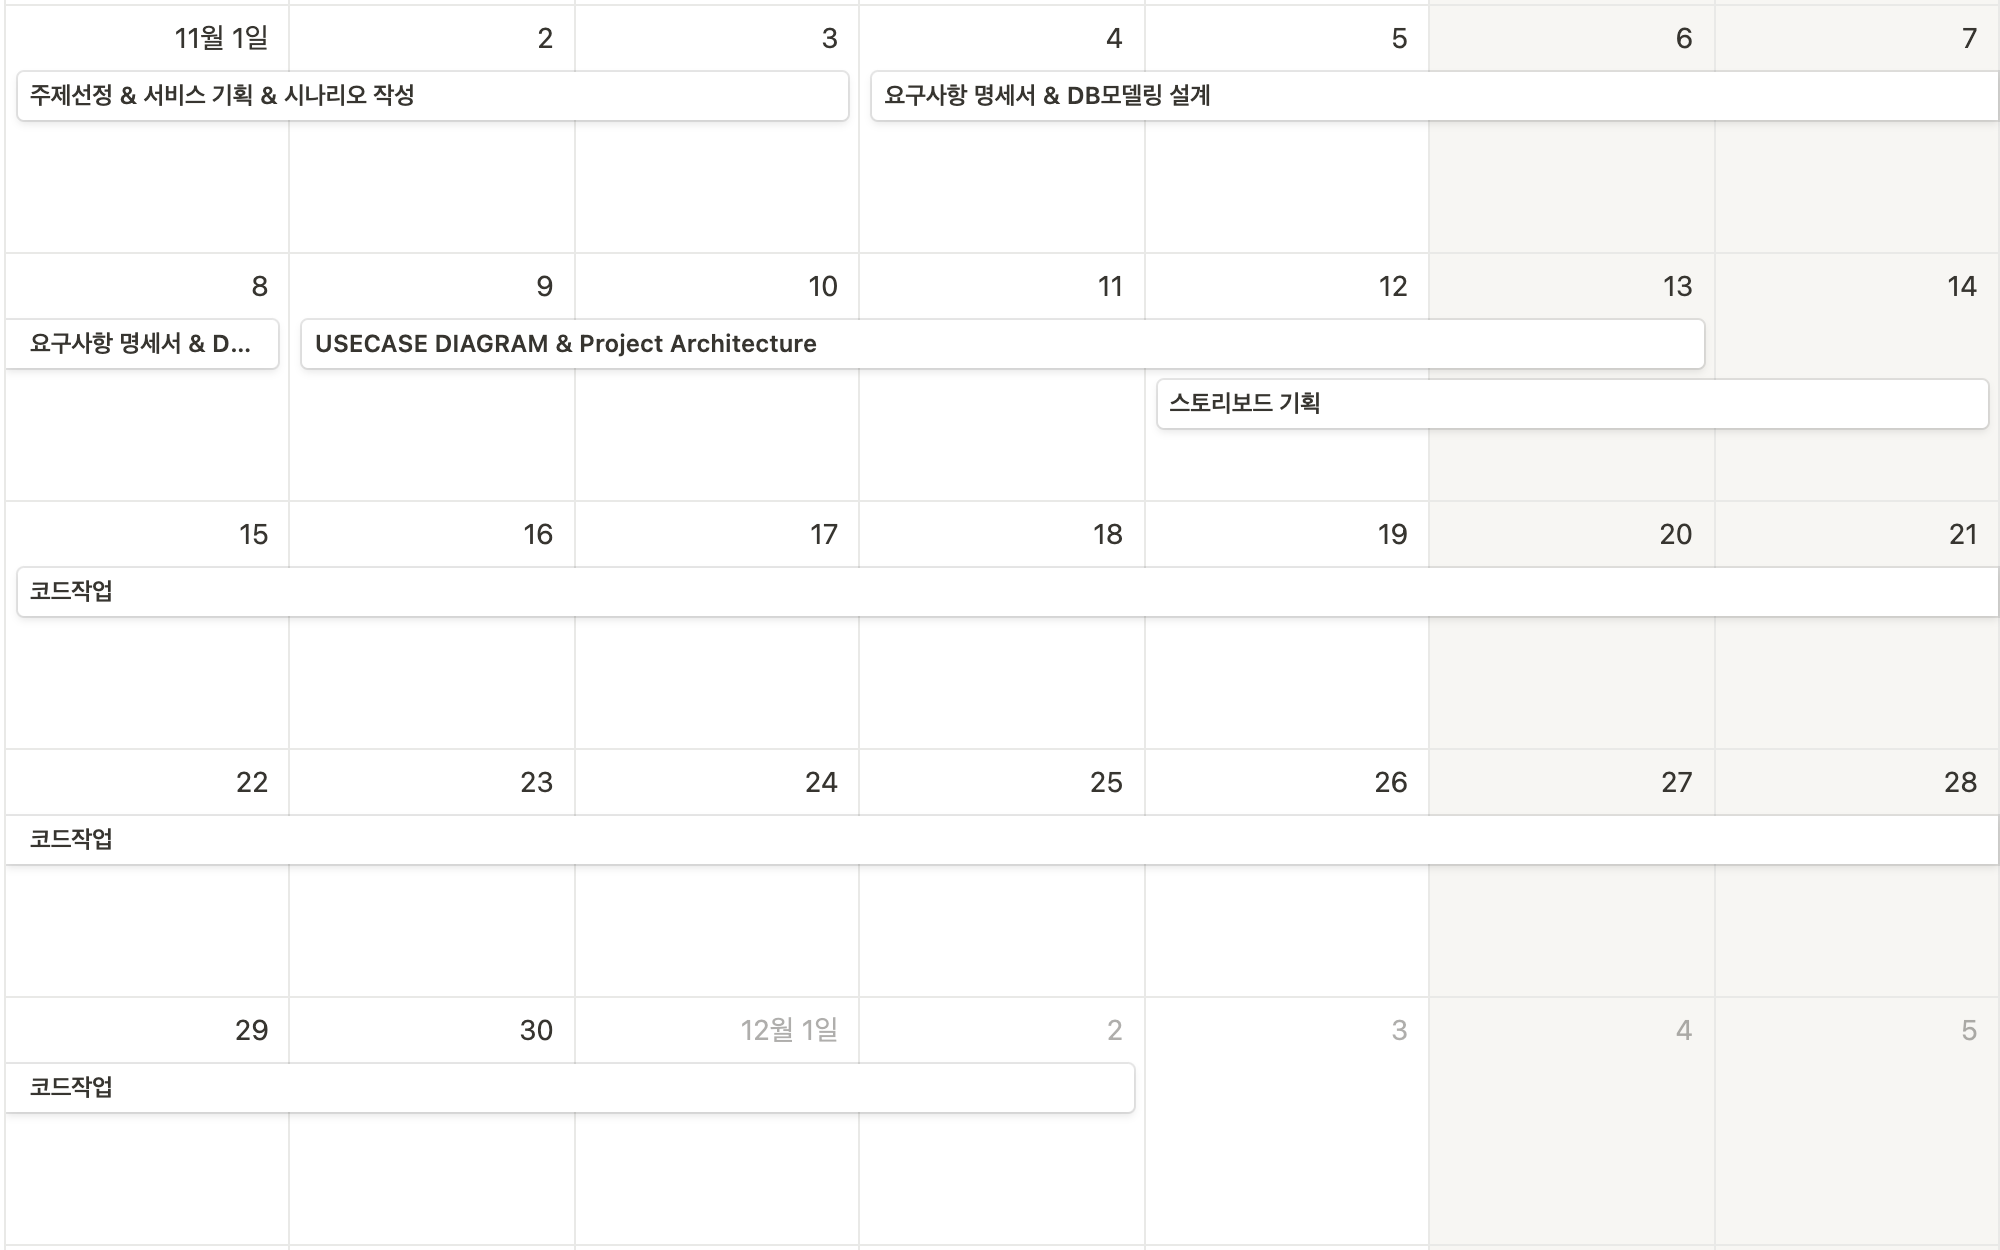 11월 1일 2 3 4 5 6 7
주제선정 & 서비스 기획 & 시나리오 작성 요구사항 명세서 & DB모델링 설계
8 9 10 11 12 13 14
요구사항 명세서 & D... USECASE DIAGRAM & Project Architecture
스토리보드 기획
15 16 17 18 19 20 21
코드작업
22 23 24 25 26 27 28
코드작업
29 30 12월 1일 2 3 4 5
코드작업